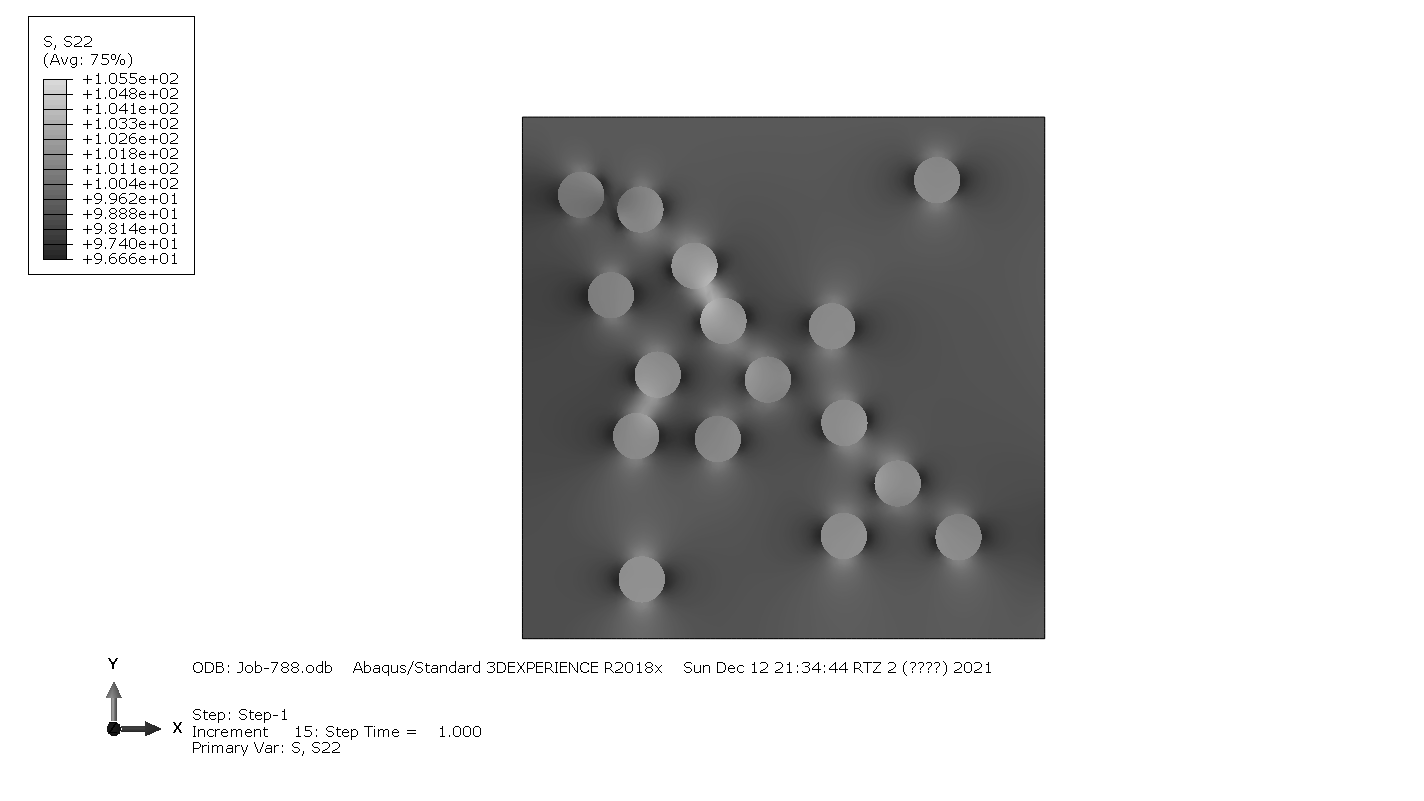 S, S22
(Avg: 75%)
+1.055e+02
+1.048e+02
+1.041e+02
+1.033e+02
+1.026e+02
+1.018e+02
+1.011e+02
+1.004e+02
+9.962e+01
+9.888e+01
+9.814e+01
+9.740e+01
+9.666e+01
Y
X
ODB: Job-788.odb Abaqus/Standard 3DEXPERIENCE R2018x Sun Dec 12 21:34:44 RTZ 2 (????) 2021
Step: Step-1
Increment 15: Step Time = 1.000
Primary Var: S, S22